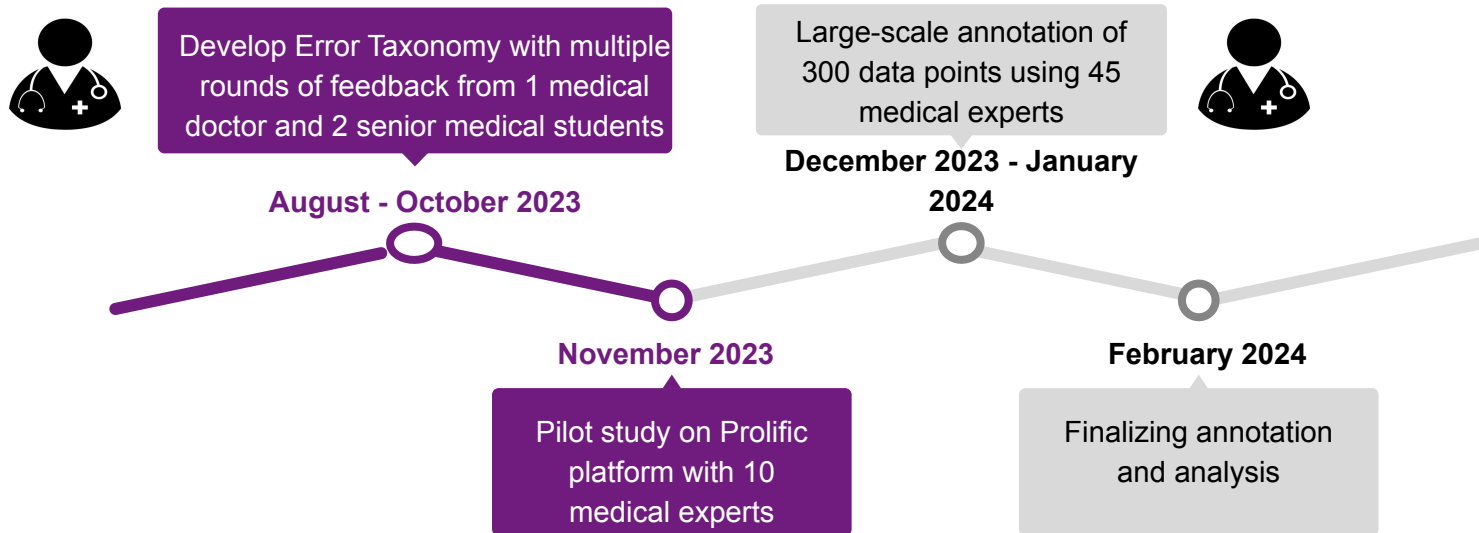 Develop Error Taxonomy with multiple
rounds of feedback from 1 medical
doctor and 2 senior medical students
August - October 2023
November 2023
Pilot study on Prolific
platform with 10
medical experts
Large-scale annotation of
300 data points using 45
medical experts
December 2023 - January
2024
February 2024
Finalizing annotation
and analysis